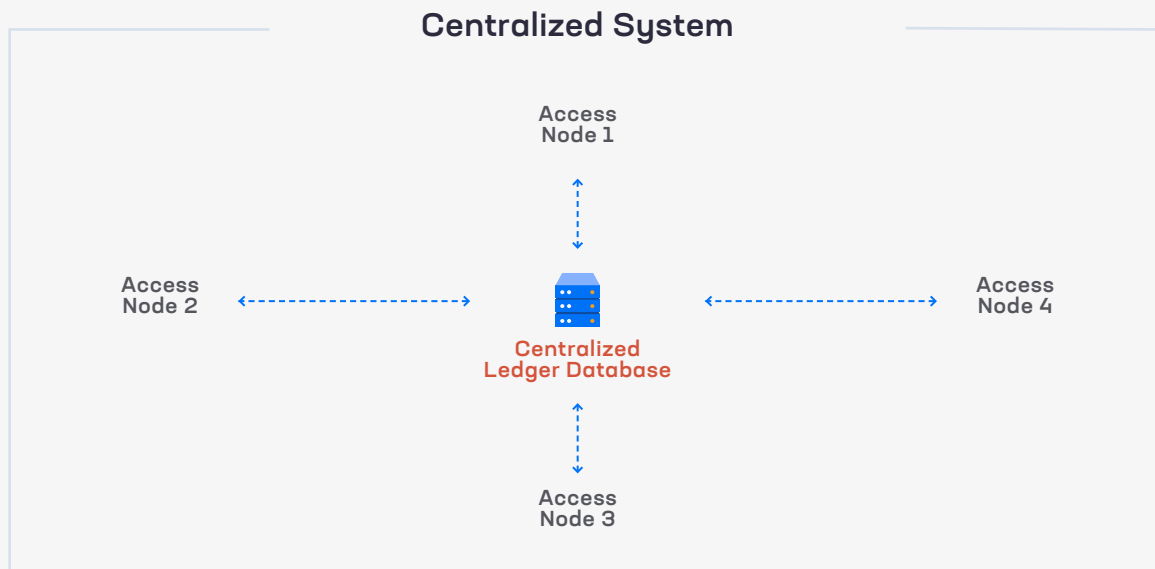 Centralized System
Access
Node 1
Access
Node 2
Access
Node 4
Centralized
Ledger Database
Access
Node 3